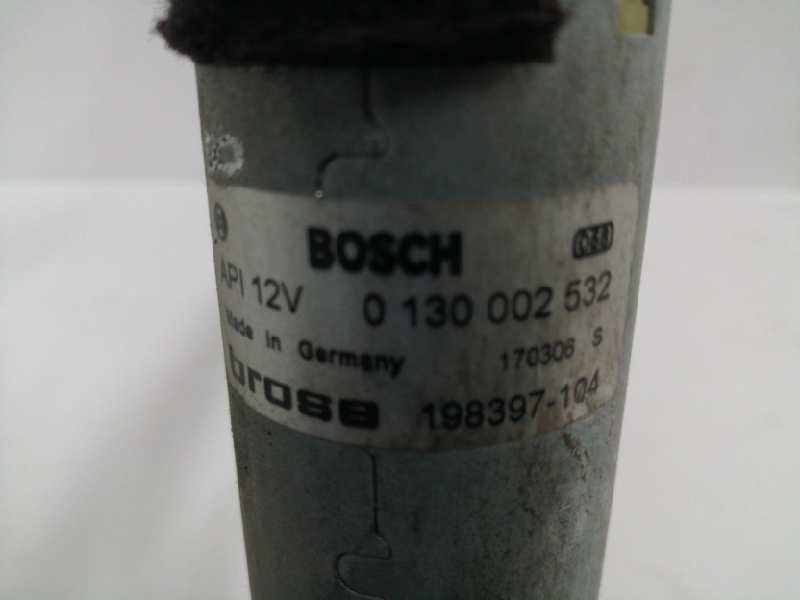 BOSCH
API 12V 0 130 002 532
Made in Germany 170306 S
brose 198397-104